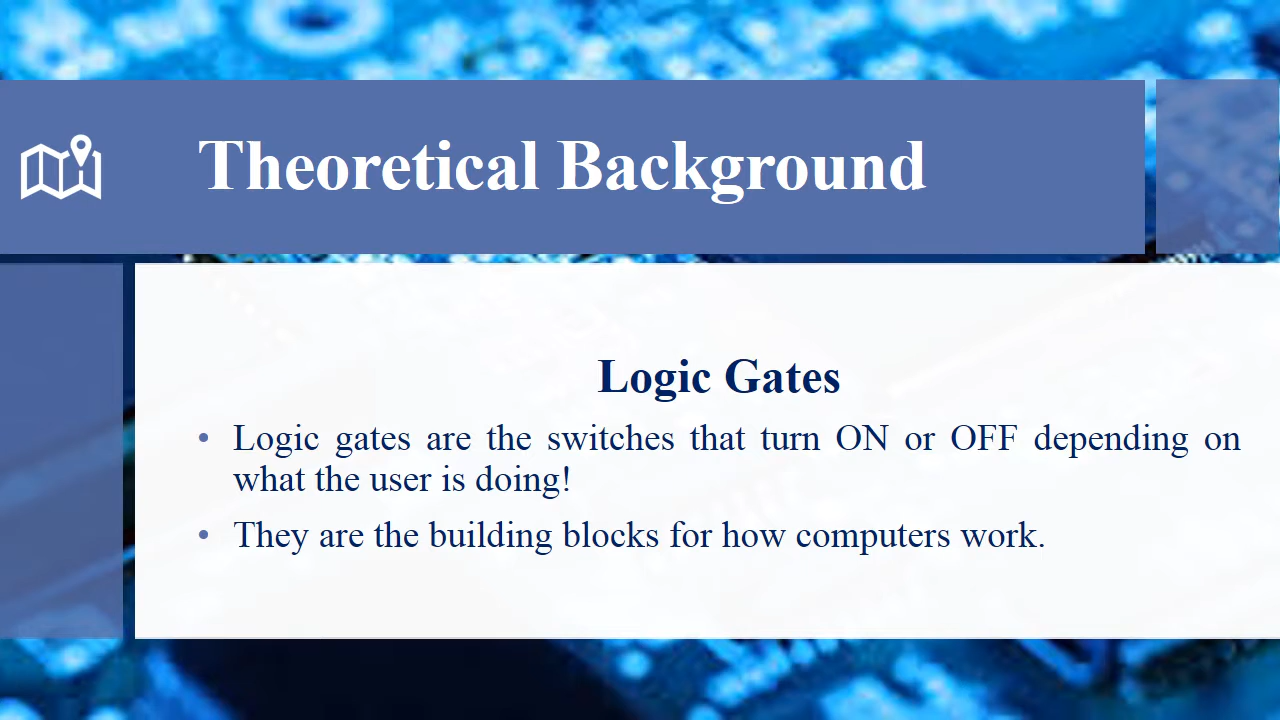 Theoretical Background
Logic Gates
• Logic gates are the switches that turn ON or OFF depending on
what the user is doing!
• They are the building blocks for how computers work.